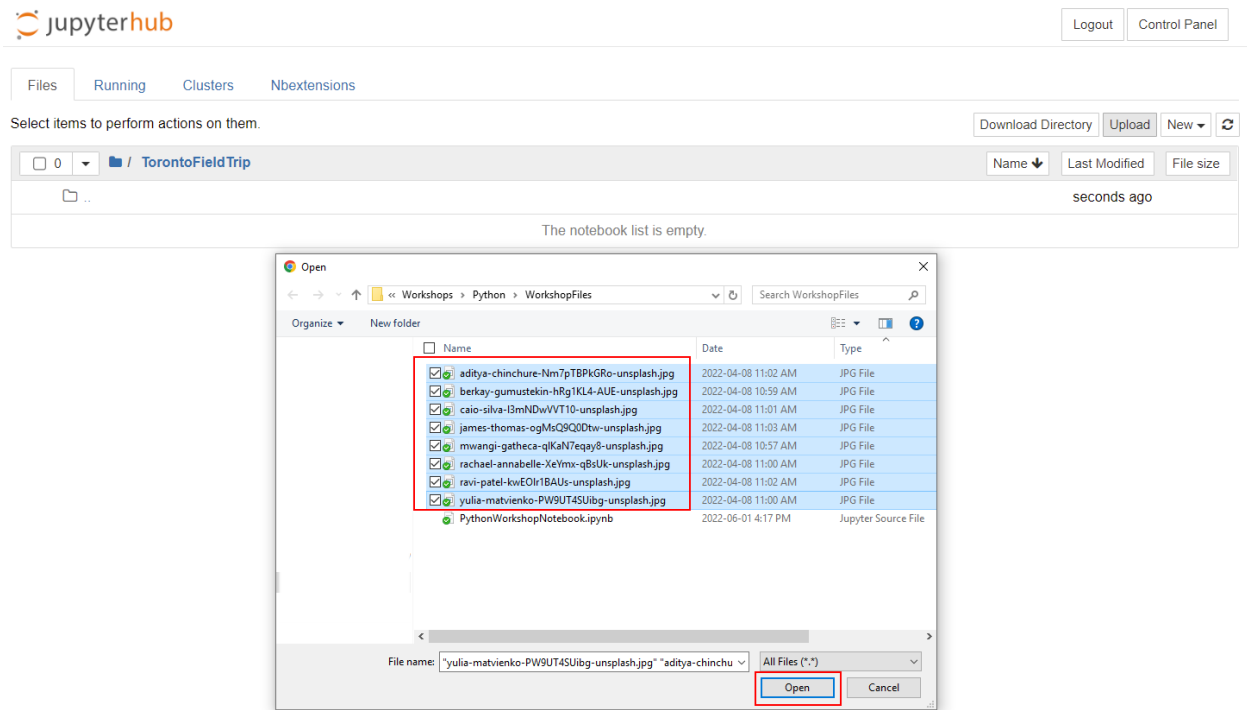 jupyterhub Logout Control Panel
Files Running Clusters Nbextensions
Select items to perform actions on them. Download Directory Upload New
0 / TorontoFieldTrip Name Last Modified File size
.. seconds ago
The notebook list is empty.
Open
« Workshops > Python > WorkshopFiles Search WorkshopFiles
Organize New folder ?
Name Date Type
aditya-chinchure-Nm7pTBPkGRo-unsplash.jpg 2022-04-08 11:02 AM JPG File
berkay-gumustekin-hRg1KL4-AUE-unsplash.jpg 2022-04-08 10:59 AM JPG File
caio-silva-I3mNDwVVT10-unsplash.jpg 2022-04-08 11:01 AM JPG File
james-thomas-ogMsQ9Q0Dtw-unsplash.jpg 2022-04-08 11:03 AM JPG File
mwangi-gatheca-qIKaN7eqay8-unsplash.jpg 2022-04-08 10:57 AM JPG File
rachael-annabelle-XeYmx-qBsUk-unsplash.jpg 2022-04-08 11:00 AM JPG File
ravi-patel-kwEOIr1BAUs-unsplash.jpg 2022-04-08 11:02 AM JPG File
yulia-matvienko-PW9UT4SUibg-unsplash.jpg 2022-04-08 11:00 AM JPG File
PythonWorkshopNotebook.ipynb 2022-06-01 4:17 PM Jupyter Source File
File name: "yulia-matvienko-PW9UT4SUibg-unsplash.jpg" "aditya-chinchu All Files (*.*)
Open Cancel